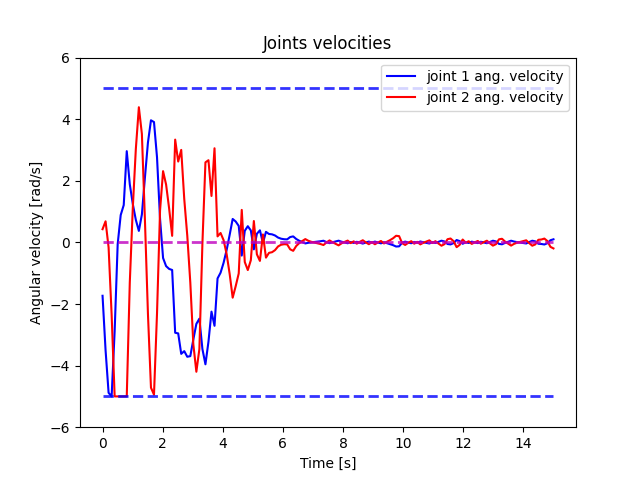 Joints velocities
joint 1 ang. velocity
joint 2 ang. velocity
Angular velocity [rad/s]
6
4
2
0
−2
−4
−6
0 2 4 6 8 10 12 14
Time [s]